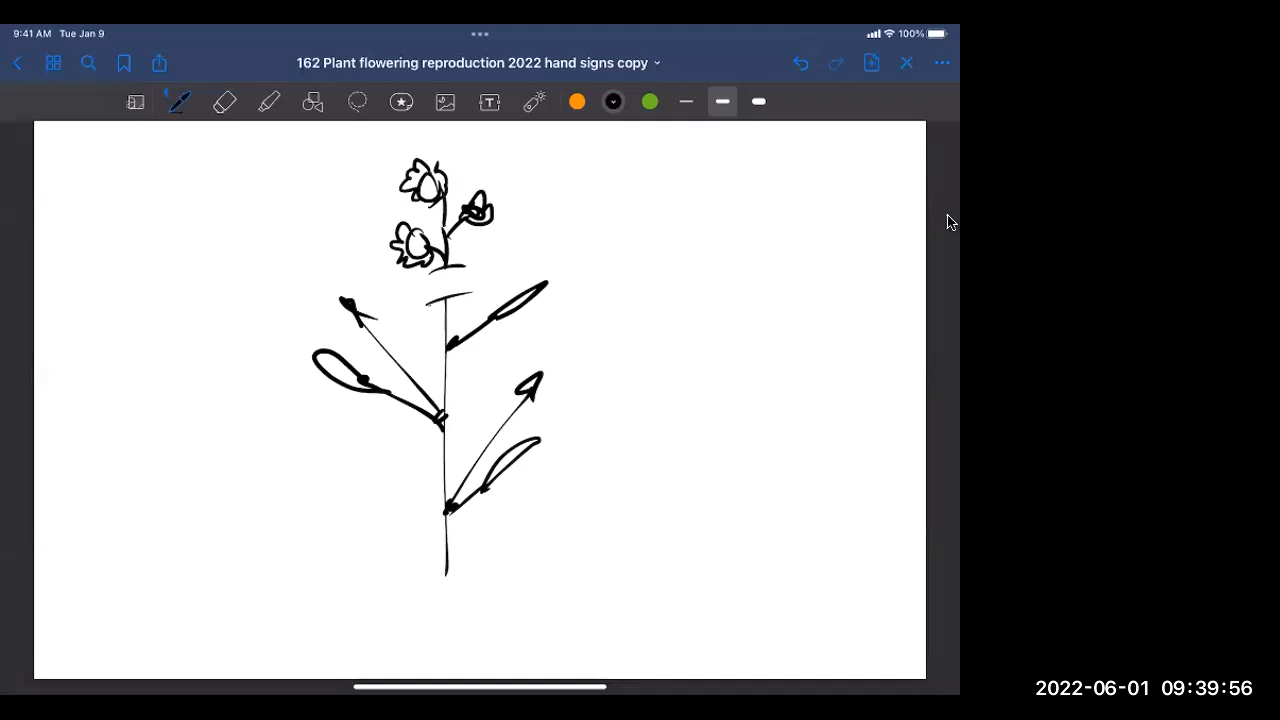 9:41 AM Tue Jan 9
100%
162 Plant flowering reproduction 2022 hand signs copy
T
2022-06-01 09:39:56